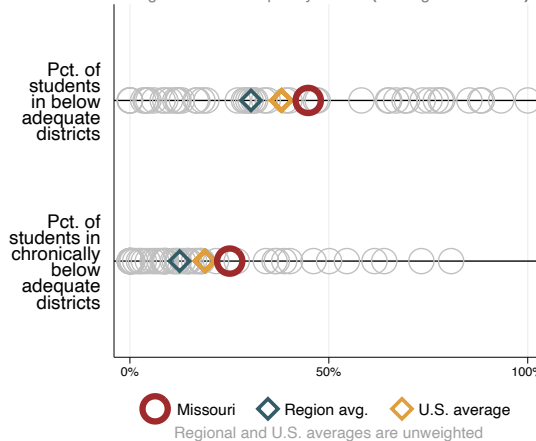 Pct. of
students
in below
adequate
districts
Pct. of
students in
chronically
below
adequate
districts
0% 50% 100%
Missouri Region avg. U.S. average
Regional and U.S. averages are unweighted